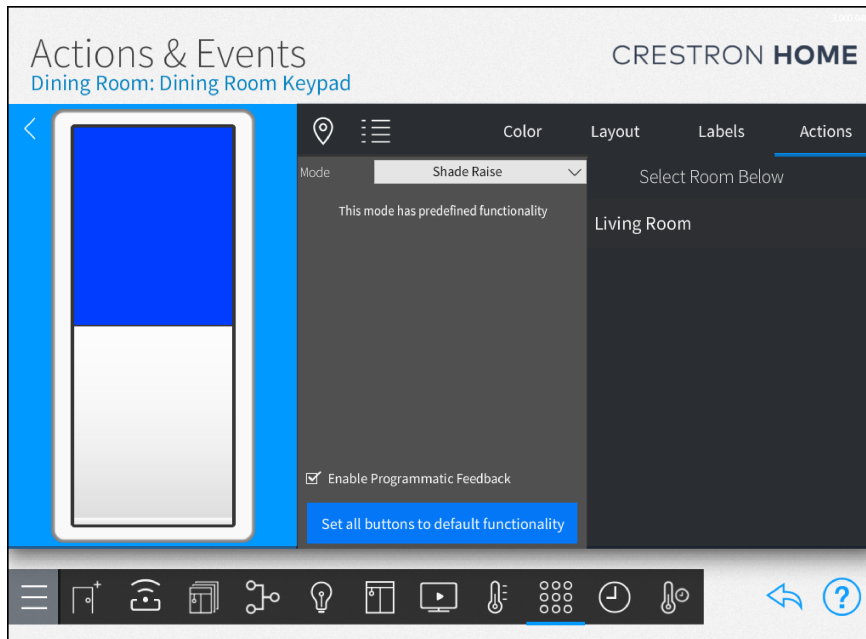 Actions & Events
CRESTRON HOME
Dining Room: Dining Room Keypad
Color Layout Labels Actions
Mode Shade Raise
Select Room Below
This mode has predefined functionality
Living Room
Enable Programmatic Feedback
Set all buttons to default functionality
?